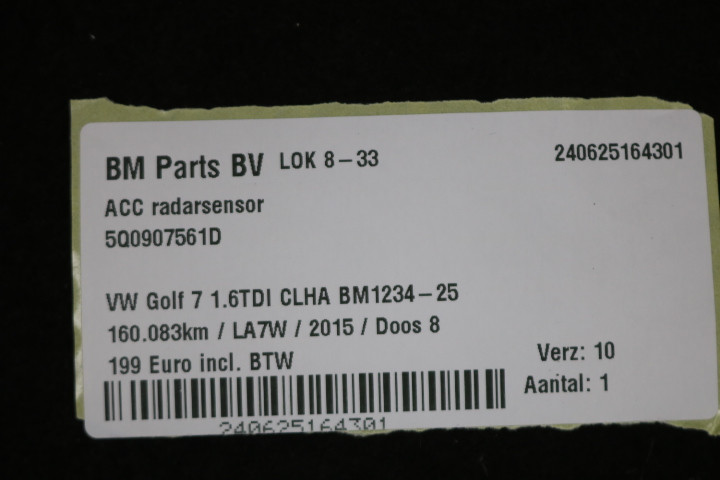 BM Parts BV LOK 8-33 240625164301
ACC radarsensor
5Q0907561D
VW Golf 7 1.6TDI CLHA BM1234-25
160.083km / LA7W / 2015 / Doos 8
199 Euro incl. BTW Verz: 10
Aantal: 1
240625164301